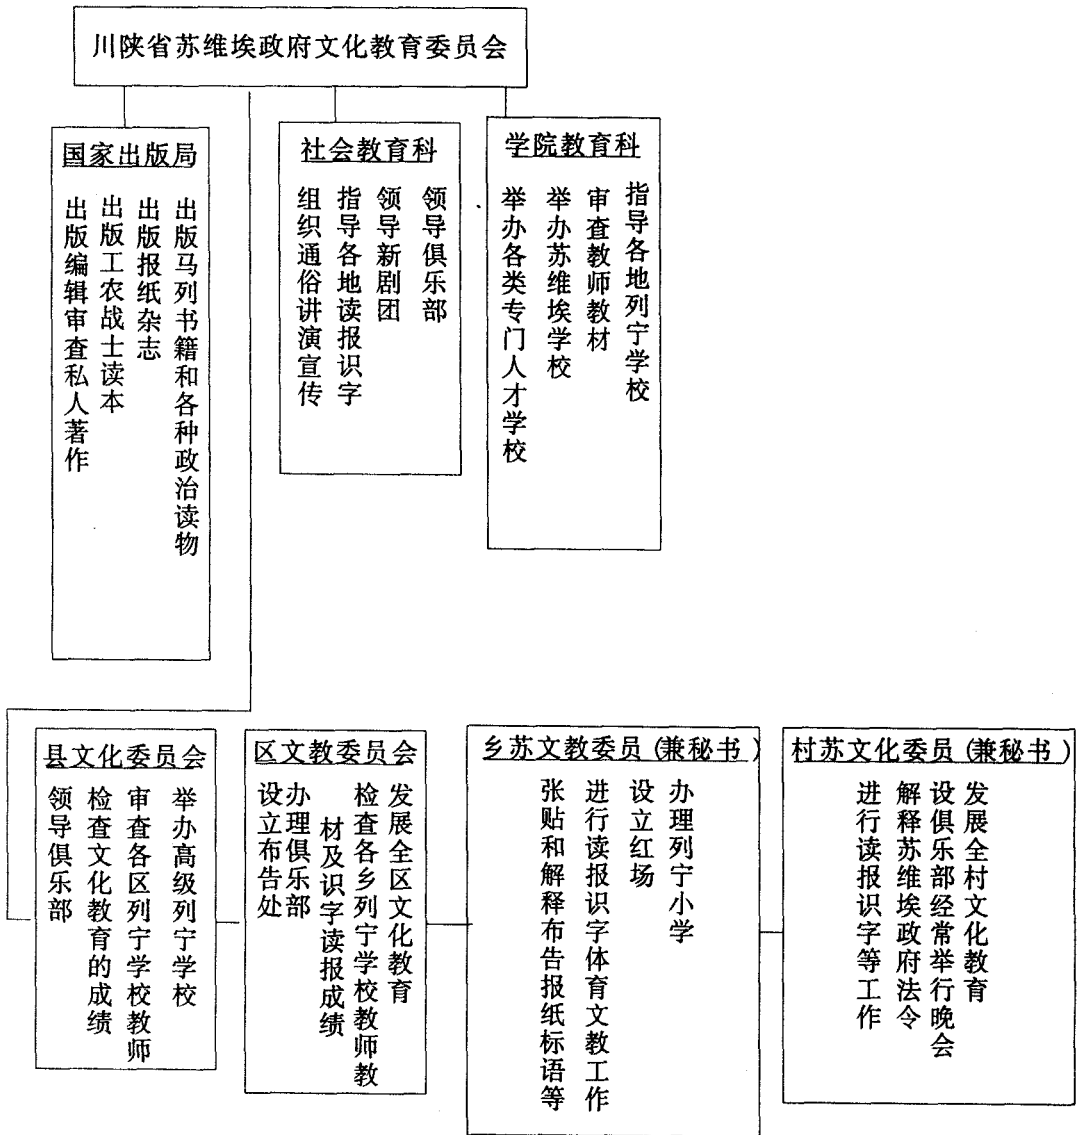 川陕省苏维埃政府文化教育委员会
国家出版局
出版马列书籍和各种政治读物
出版报纸杂志
出版工农战士读本
出版编辑审查私人著作
社会教育科
领导俱乐部
领导新剧团
指导各地读报识字
组织通俗讲演宣传
学院教育科
指导各地列宁学校
审查教师教材
举办苏维埃学校
举办各类专门人才学校
县文化委员会
举办高级列宁学校
审查各区列宁学校教师
检查文化教育的成绩
领导俱乐部
区文教委员会
发展全区文化教育
检查各乡列宁学校教师教
材及识字读报成绩
办理俱乐部
设立布告处
乡苏文教委员(兼秘书)
办理列宁小学
设立红场
进行读报识字体育文教工作
张贴和解释布告报纸标语等
村苏文化委员(兼秘书)
发展全村文化教育
设俱乐部经常举行晚会
解释苏维埃政府法令
进行读报识字等工作